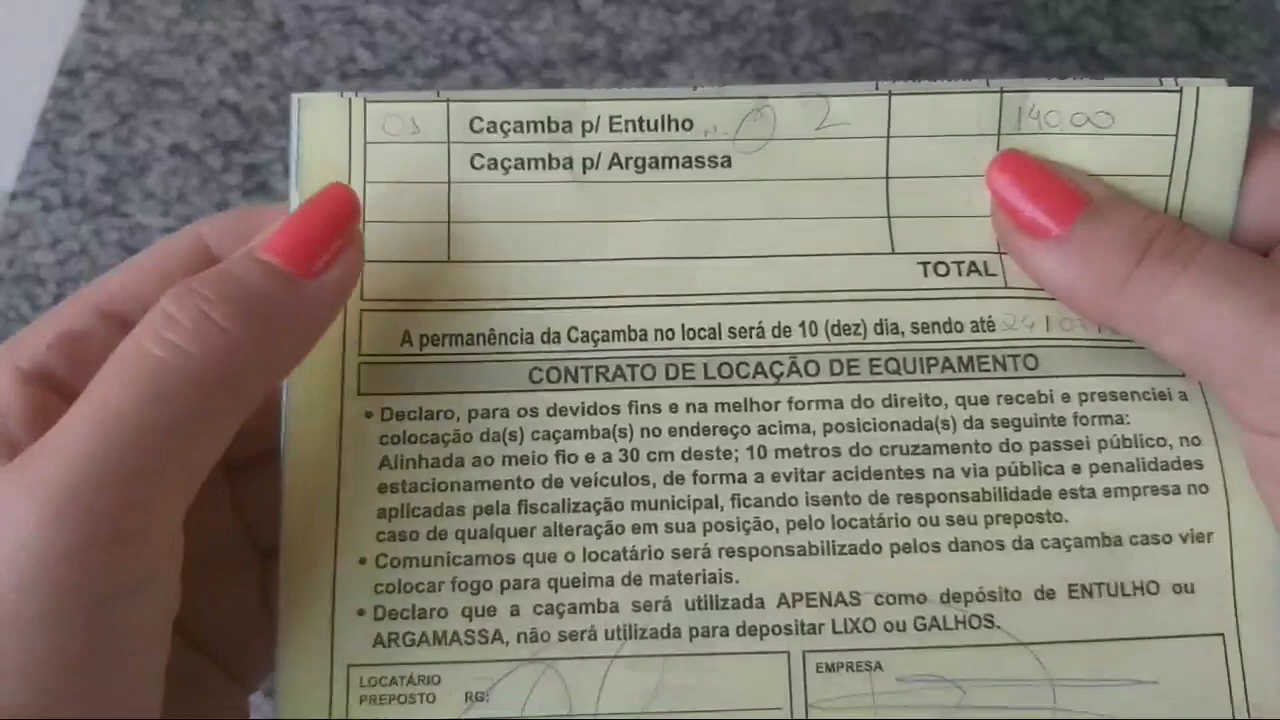 01 Caçamba p/ Entulho 02 140,00
Caçamba p/ Argamassa
TOTAL
A permanência da Caçamba no local será de 10 (dez) dia, sendo até 24/07
CONTRATO DE LOCAÇÃO DE EQUIPAMENTO
• Declaro, para os devidos fins e na melhor forma do direito, que recebi e presenciei a
colocação da(s) caçamba(s) no endereço acima, posicionada(s) da seguinte forma:
Alinhada ao meio fio e a 30 cm deste; 10 metros do cruzamento do passei público, no
estacionamento de veículos, de forma a evitar acidentes na via pública e penalidades
aplicadas pela fiscalização municipal, ficando isento de responsabilidade esta empresa no
caso de qualquer alteração em sua posição, pelo locatário ou seu preposto.
• Comunicamos que o locatário será responsabilizado pelos danos da caçamba caso vier
colocar fogo para queima de materiais.
• Declaro que a caçamba será utilizada APENAS como depósito de ENTULHO ou
ARGAMASSA, não será utilizada para depositar LIXO ou GALHOS.
LOCATÁRIO
PREPOSTO RG:
EMPRESA